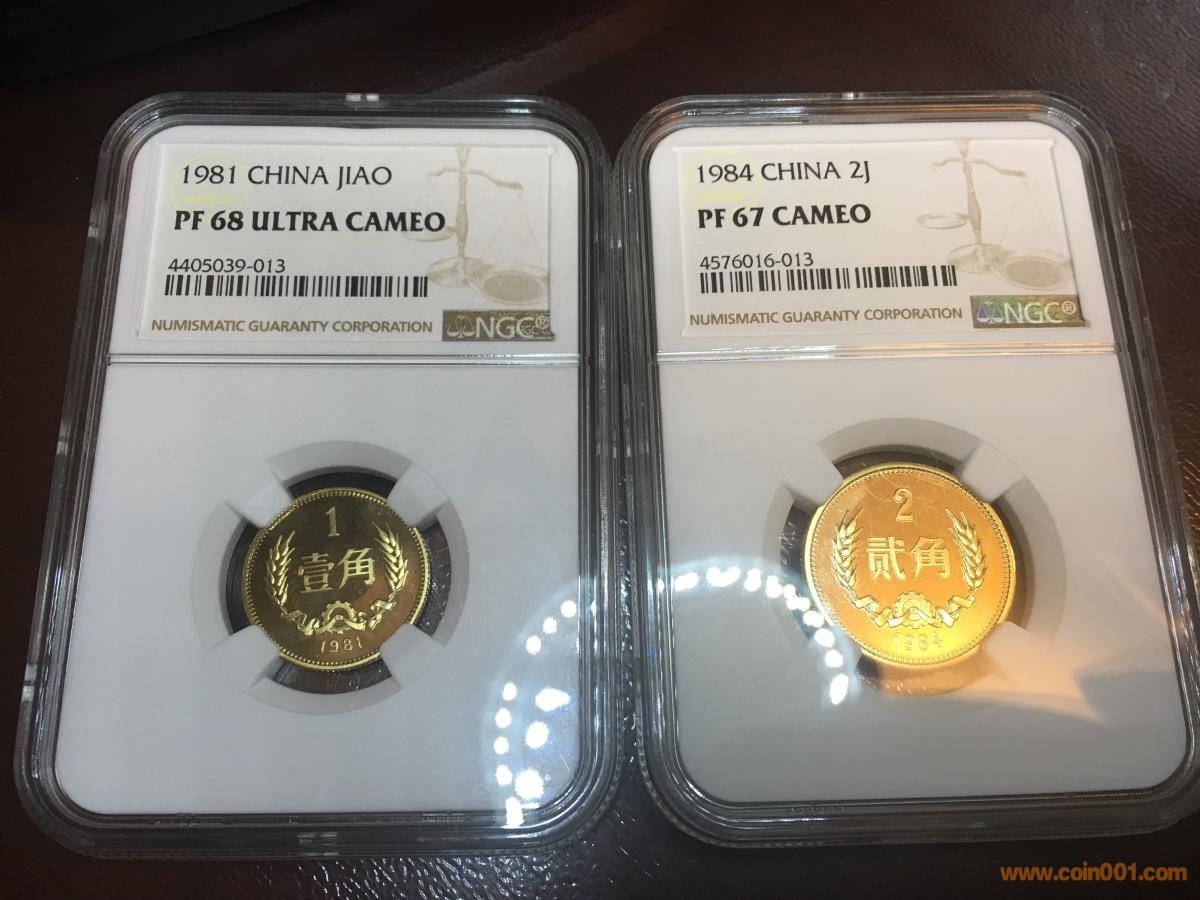 1981 CHINA JIAO
PF 68 ULTRA CAMEO
4405039-013
NUMISMATIC GUARANTY CORPORATION
NGC®
1
壹角
1981
1984 CHINA 2J
PF 67 CAMEO
4576016-013
NUMISMATIC GUARANTY CORPORATION
NGC®
2
贰角
1984
www.coin001.com